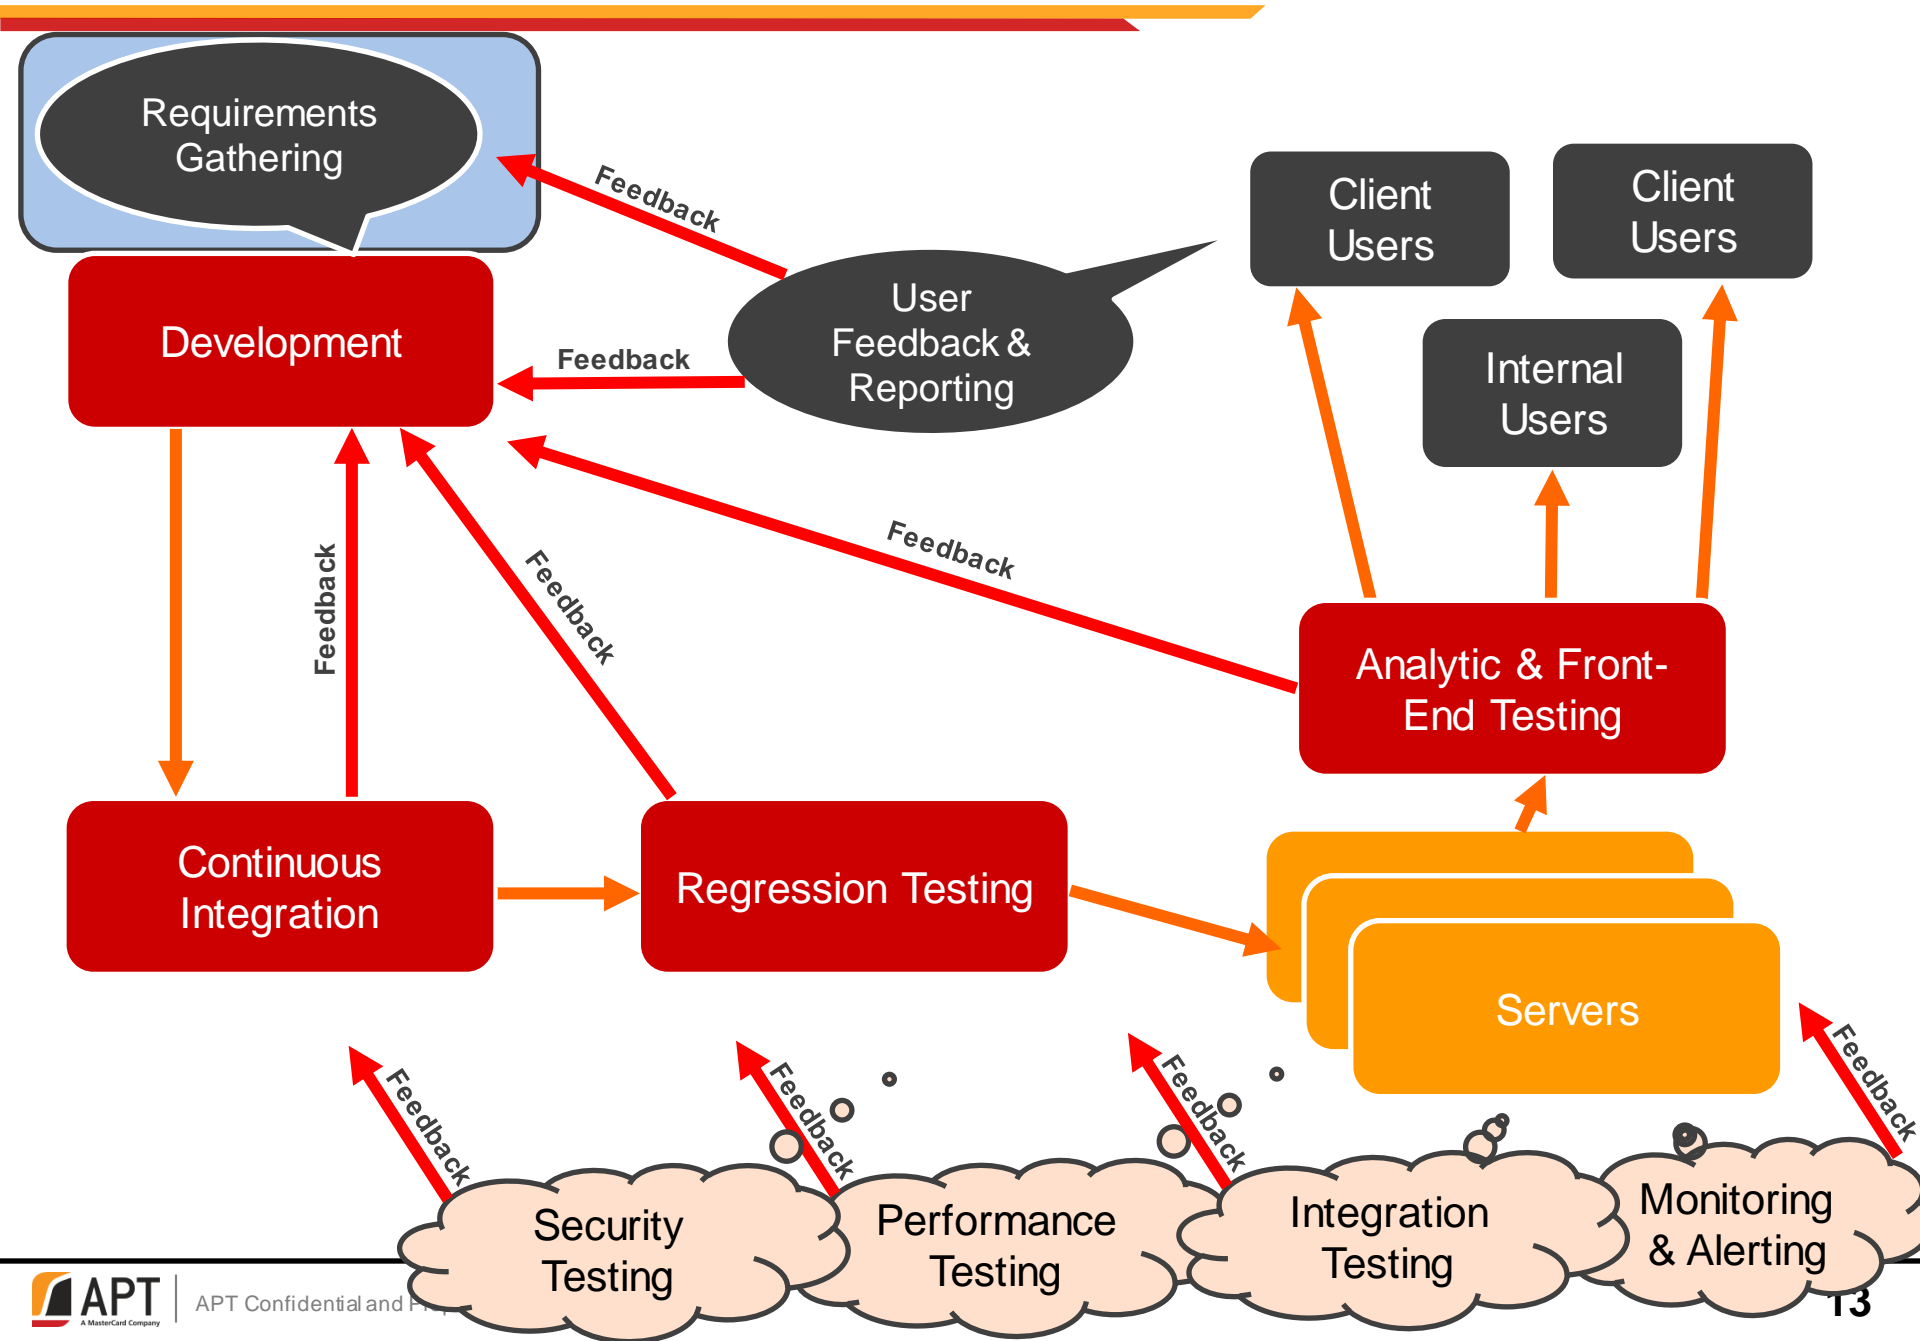 Requirements
Gathering
Feedback
Client
Users
Client
Users
Development
User
Feedback &
Reporting
Feedback
Internal
Users
Feedback
Feedback
Feedback
Analytic & Front-
End Testing
Continuous
Integration
Regression Testing
Servers
Feedback
Feedback
Feedback
Feedback
Security
Testing
Performance
Testing
Integration
Testing
Monitoring
& Alerting
APT
A MasterCard Company
APT Confidential and
13